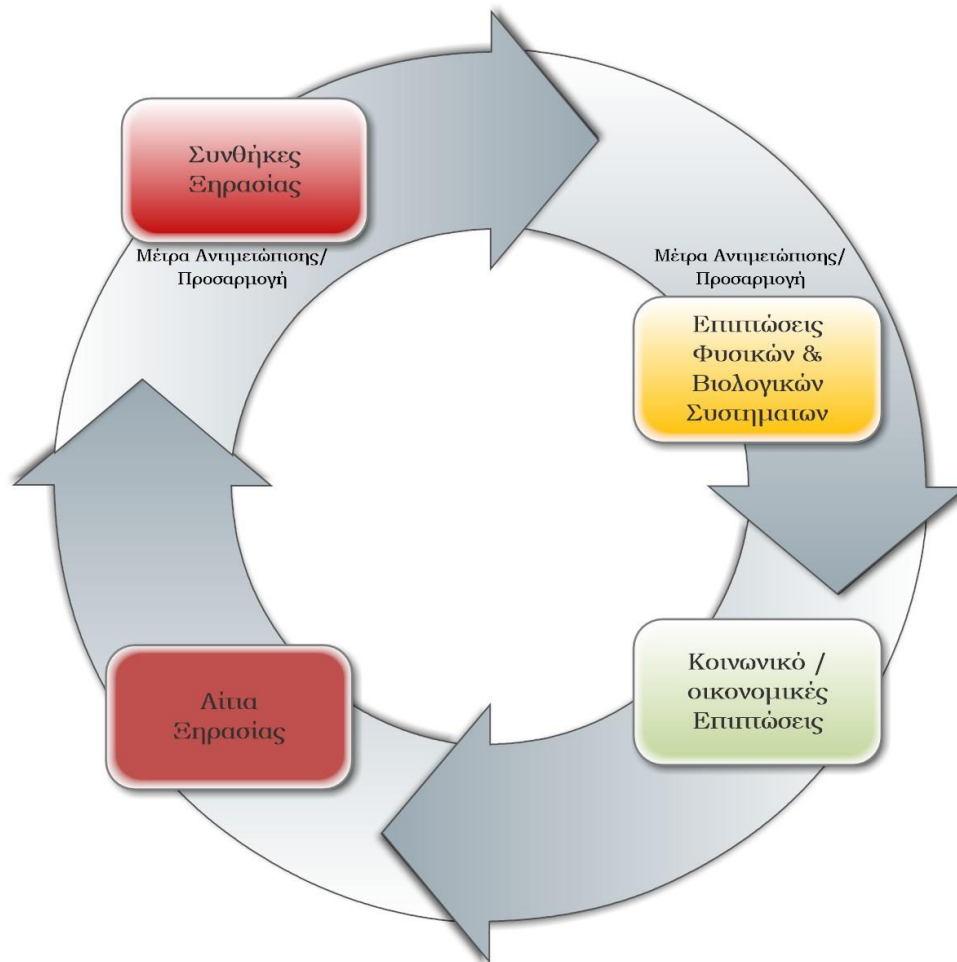 Συνθήκες
Ξηρασίας
Μέτρα Αντιμετώπισης/
Προσαρμογή
Μέτρα Αντιμετώπισης/
Προσαρμογή
Επιπτώσεις
Φυσικών &
Βιολογικών
Συστηματων
Κοινωνικό /
οικονομικές
Επιπτώσεις
Αίτια
Ξηρασίας